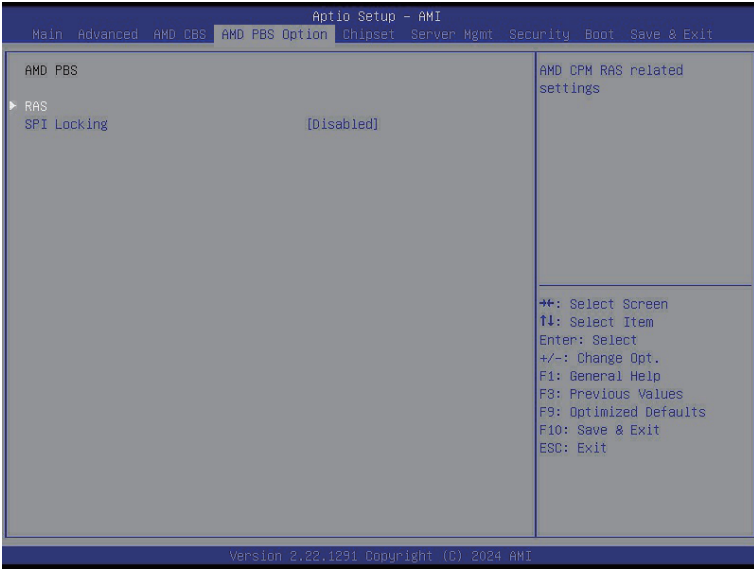 Aptio Setup – AMI
Main Advanced AMD CBS AMD PBS Option Chipset Server Mgmt Security Boot Save & Exit
AMD PBS
RAS
SPI Locking [Disabled]
AMD CPM RAS related
settings
→←: Select Screen
↑↓: Select Item
Enter: Select
+/-: Change Opt.
F1: General Help
F3: Previous Values
F9: Optimized Defaults
F10: Save & Exit
ESC: Exit
Version 2.22.1291 Copyright (C) 2024 AMI